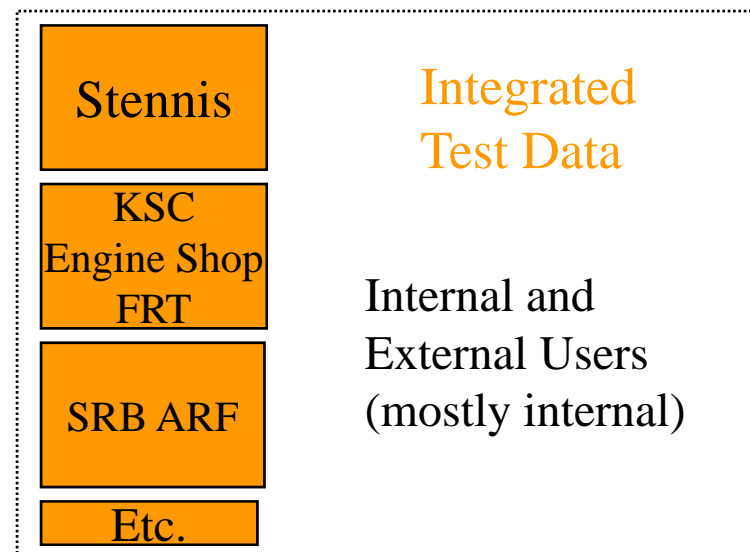 Stennis
KSC
Engine Shop
FRT
SRB ARF
Etc.
Integrated
Test Data
Internal and
External Users
(mostly internal)